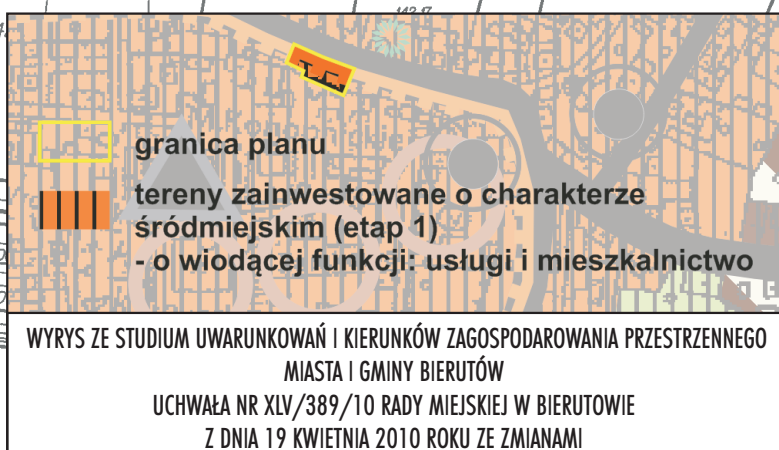 granica planu
tereny zainwestowane o charakterze
śródmiejskim (etap 1)
- o wiodącej funkcji: usługi i mieszkalnictwo
WYRYS ZE STUDIUM UWARUNKOWAŃ I KIERUNKÓW ZAGOSPODAROWANIA PRZESTRZENNEGO
MIASTA I GMINY BIERUTÓW
UCHWAŁA NR XLV/389/10 RADY MIEJSKIEJ W BIERUTOWIE
Z DNIA 19 KWIETNIA 2010 ROKU ZE ZMIANAMI